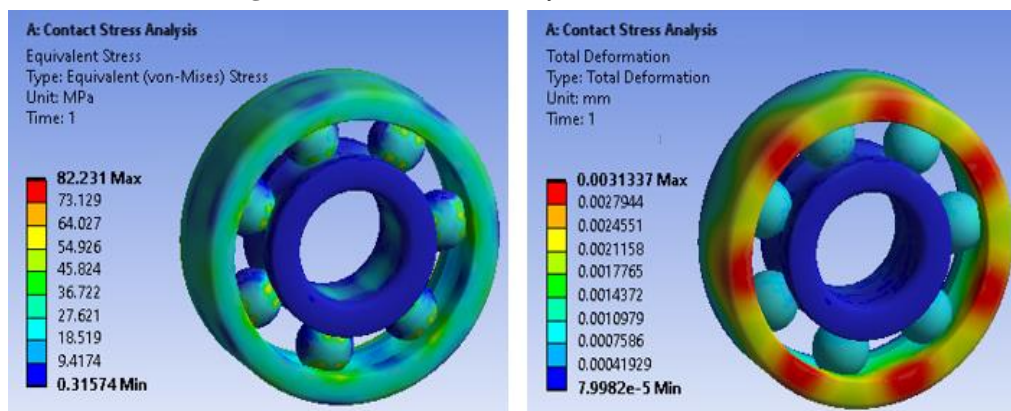 A: Contact Stress Analysis
Equivalent Stress
Type: Equivalent (von-Mises) Stress
Unit: MPa
Time: 1
82.231 Max
73.129
64.027
54.926
45.824
36.722
27.621
18.519
9.4174
0.31574 Min
A: Contact Stress Analysis
Total Deformation
Type: Total Deformation
Unit: mm
Time: 1
0.0031337 Max
0.0027944
0.0024551
0.0021158
0.0017765
0.0014372
0.0010979
0.0007586
0.00041929
7.9982e-5 Min